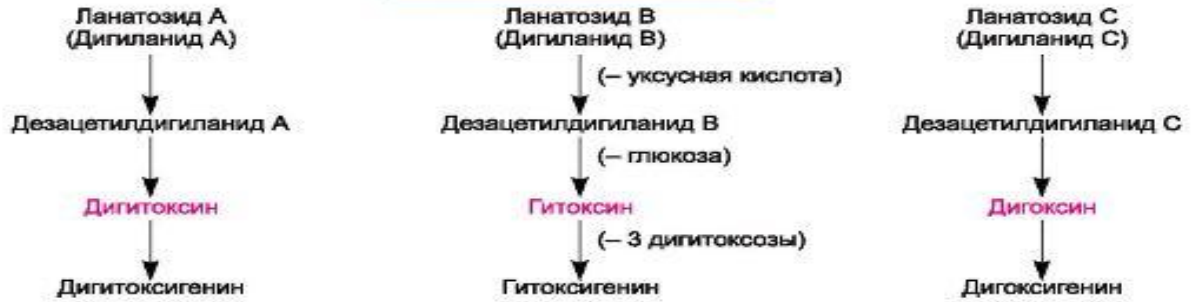 Ланатозид А
(Дигиланид А)
Ланатозид В
(Дигиланид В)
Ланатозид С
(Дигиланид С)
(– уксусная кислота)
Дезацетилдигиланид А
Дезацетилдигиланид В
Дезацетилдигиланид С
(– глюкоза)
Дигитоксин
Гитоксин
Дигоксин
(– 3 дигитоксозы)
Дигитоксигенин
Гитоксигенин
Дигоксигенин